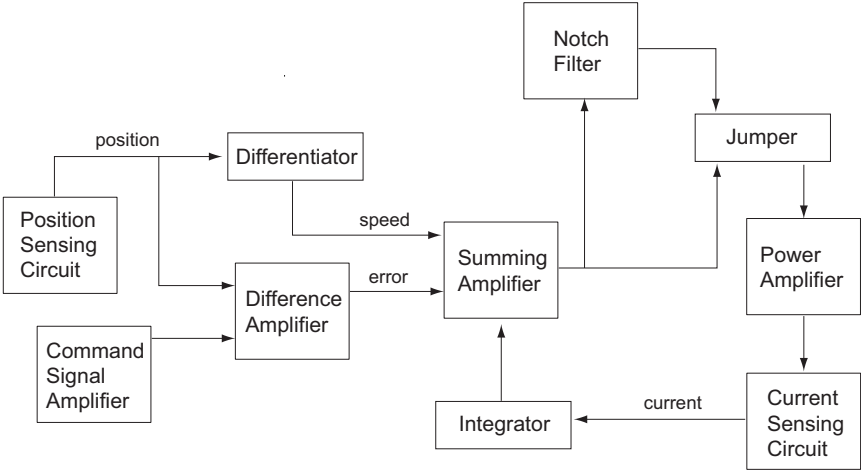 Notch
Filter
position
Differentiator
Jumper
Position
Sensing
Circuit
speed
Summing
Amplifier
Power
Amplifier
error
Difference
Amplifier
Command
Signal
Amplifier
current
Integrator
Current
Sensing
Circuit